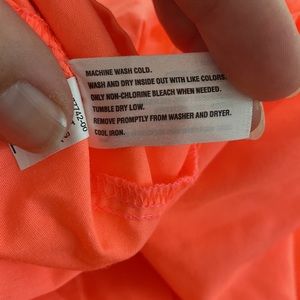 MACHINE WASH COLD.
WASH AND DRY INSIDE OUT WITH LIKE COLORS.
ONLY NON-CHLORINE BLEACH WHEN NEEDED.
TUMBLE DRY LOW.
REMOVE PROMPTLY FROM WASHER AND DRYER.
COOL IRON.